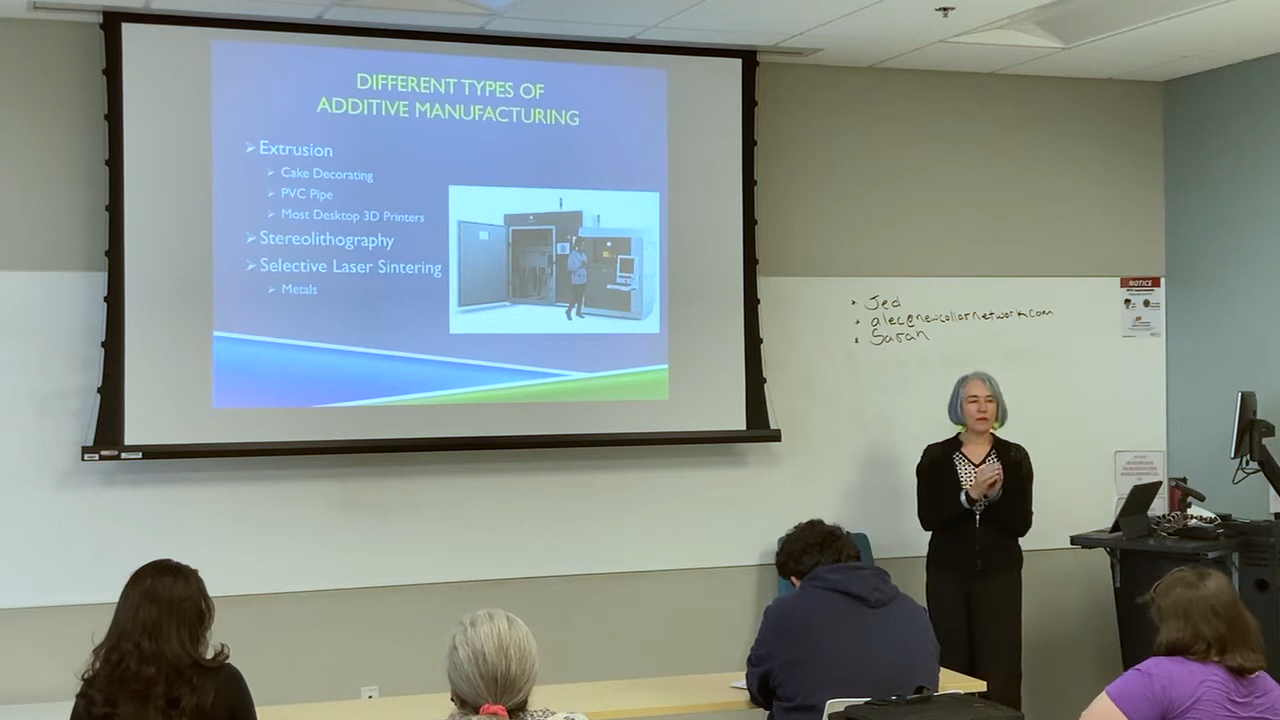 DIFFERENT TYPES OF
ADDITIVE MANUFACTURING
Extrusion
Cake Decorating
PVC Pipe
Most Desktop 3D Printers
Stereolithography
Selective Laser Sintering
Metals
Jed
alec@newcollarnetwork.com
Saran
NOTICE